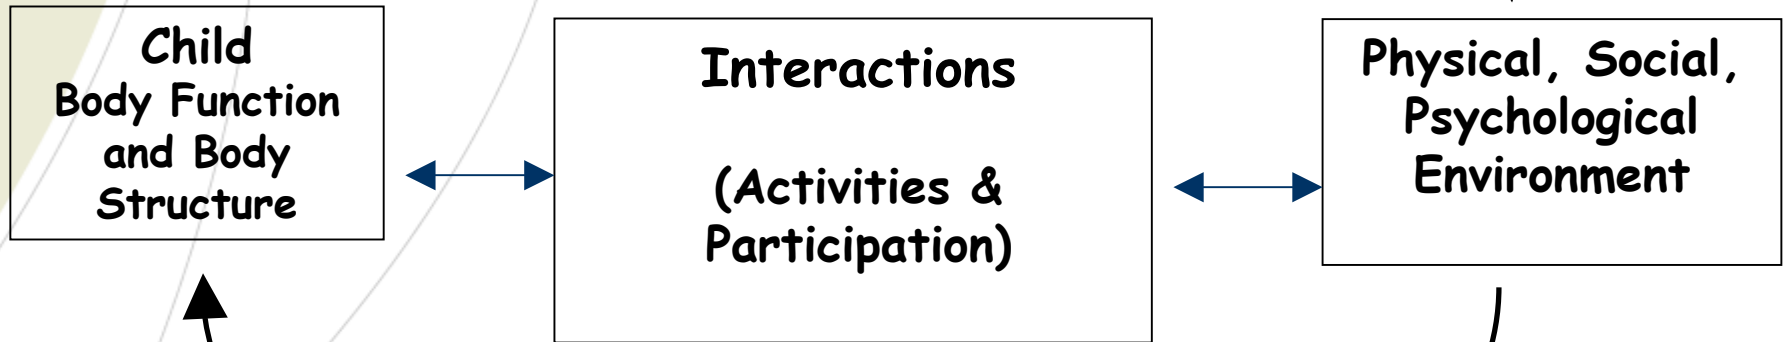 Child
Body Function
and Body
Structure
Interactions
(Activities &
Participation)
Physical, Social,
Psychological
Environment